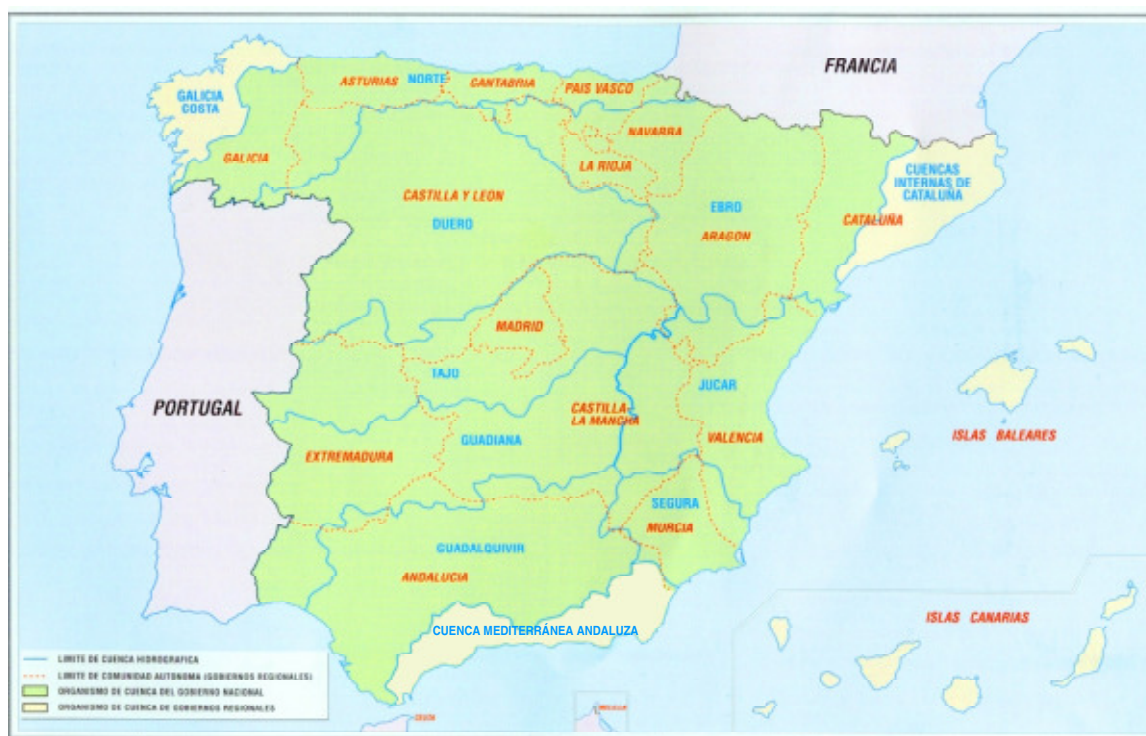 FRANCIA
ASTURIAS
NORTE
CANTABRIA
PAIS VASCO
GALICIA
COSTA
NAVARRA
GALICIA
LA RIOJA
CUENCAS
INTERNAS DE
CATALUÑA
CASTILLA Y LEON
DUERO
EBRO
CATALUÑA
ARAGON
MADRID
TAJO
JUCAR
PORTUGAL
CASTILLA-
LA MANCHA
ISLAS BALEARES
GUADIANA
VALENCIA
EXTREMADURA
SEGURA
MURCIA
GUADALQUIVIR
ANDALUCIA
ISLAS CANARIAS
CUENCA MEDITERRÁNEA ANDALUZA
LIMITE DE CUENCA HIDROGRAFICA
LIMITE DE COMUNIDAD AUTONOMA (GOBIERNOS REGIONALES)
ORGANISMO DE CUENCA DEL GOBIERNO NACIONAL
ORGANISMO DE CUENCA DE GOBIERNOS REGIONALES
CEUTA
MELILLA